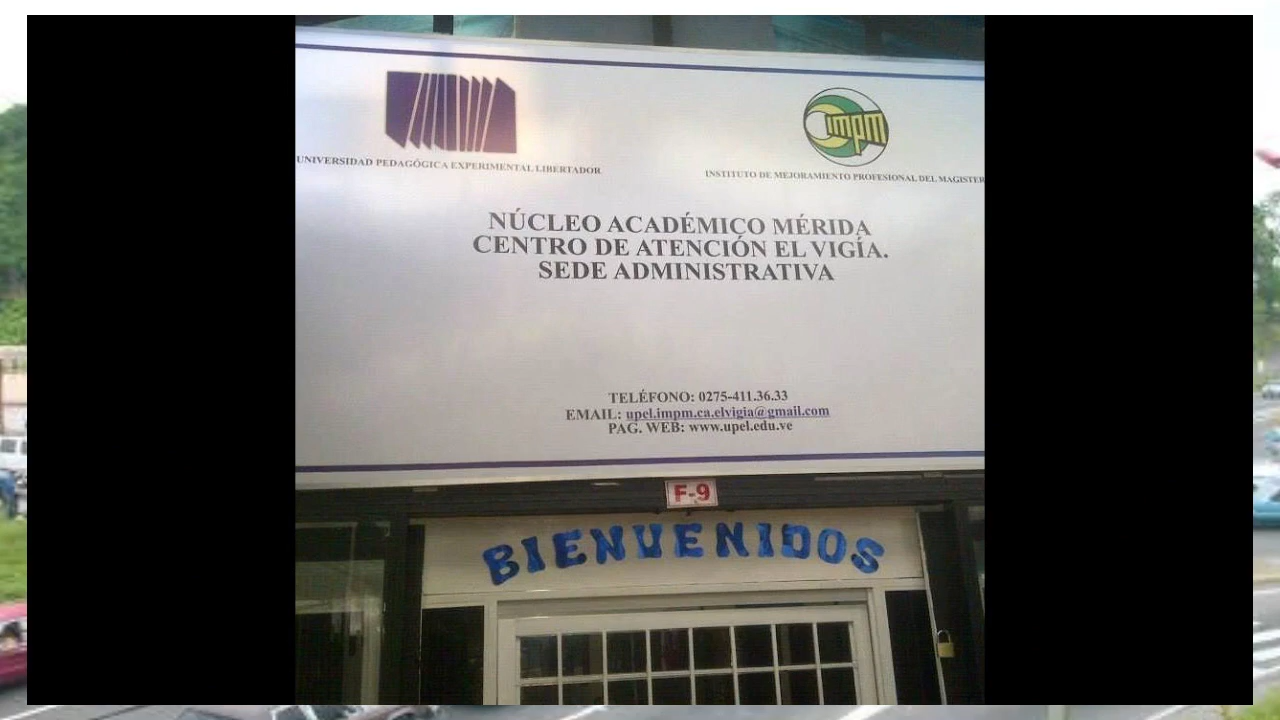 UNIVERSIDAD PEDAGÓGICA EXPERIMENTAL LIBERTADOR
impm
INSTITUTO DE MEJORAMIENTO PROFESIONAL DEL MAGISTER
NÚCLEO ACADÉMICO MÉRIDA
CENTRO DE ATENCIÓN EL VIGÍA.
SEDE ADMINISTRATIVA
TELÉFONO: 0275-411.36.33
EMAIL: upel.impm.ca.elvigia@gmail.com
PAG. WEB: www.upel.edu.ve
F-9
BIENVENIDOS